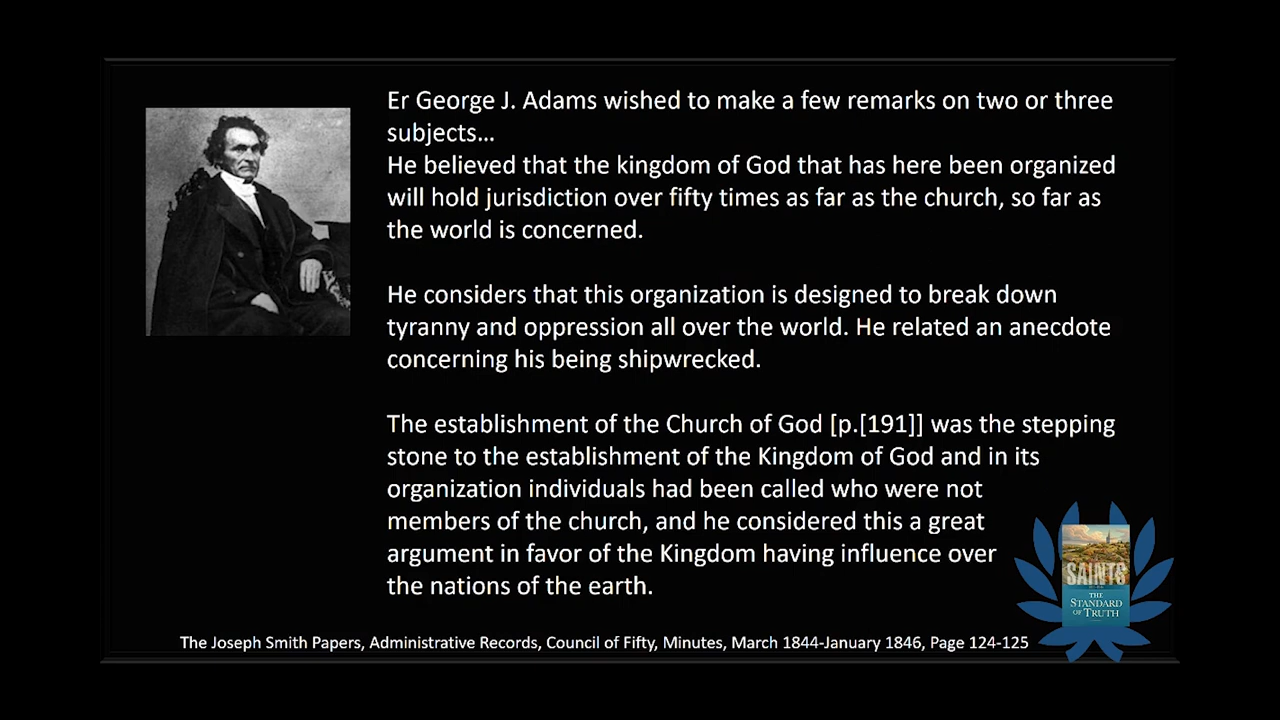 Er George J. Adams wished to make a few remarks on two or three
subjects...
He believed that the kingdom of God that has here been organized
will hold jurisdiction over fifty times as far as the church, so far as
the world is concerned.
He considers that this organization is designed to break down
tyranny and oppression all over the world. He related an anecdote
concerning his being shipwrecked.
The establishment of the Church of God [p.[191]] was the stepping
stone to the establishment of the Kingdom of God and in its
organization individuals had been called who were not
members of the church, and he considered this a great
argument in favor of the Kingdom having influence over
the nations of the earth.
SAINTS
THE
STANDARD
OF TRUTH
The Joseph Smith Papers, Administrative Records, Council of Fifty, Minutes, March 1844-January 1846, Page 124-125